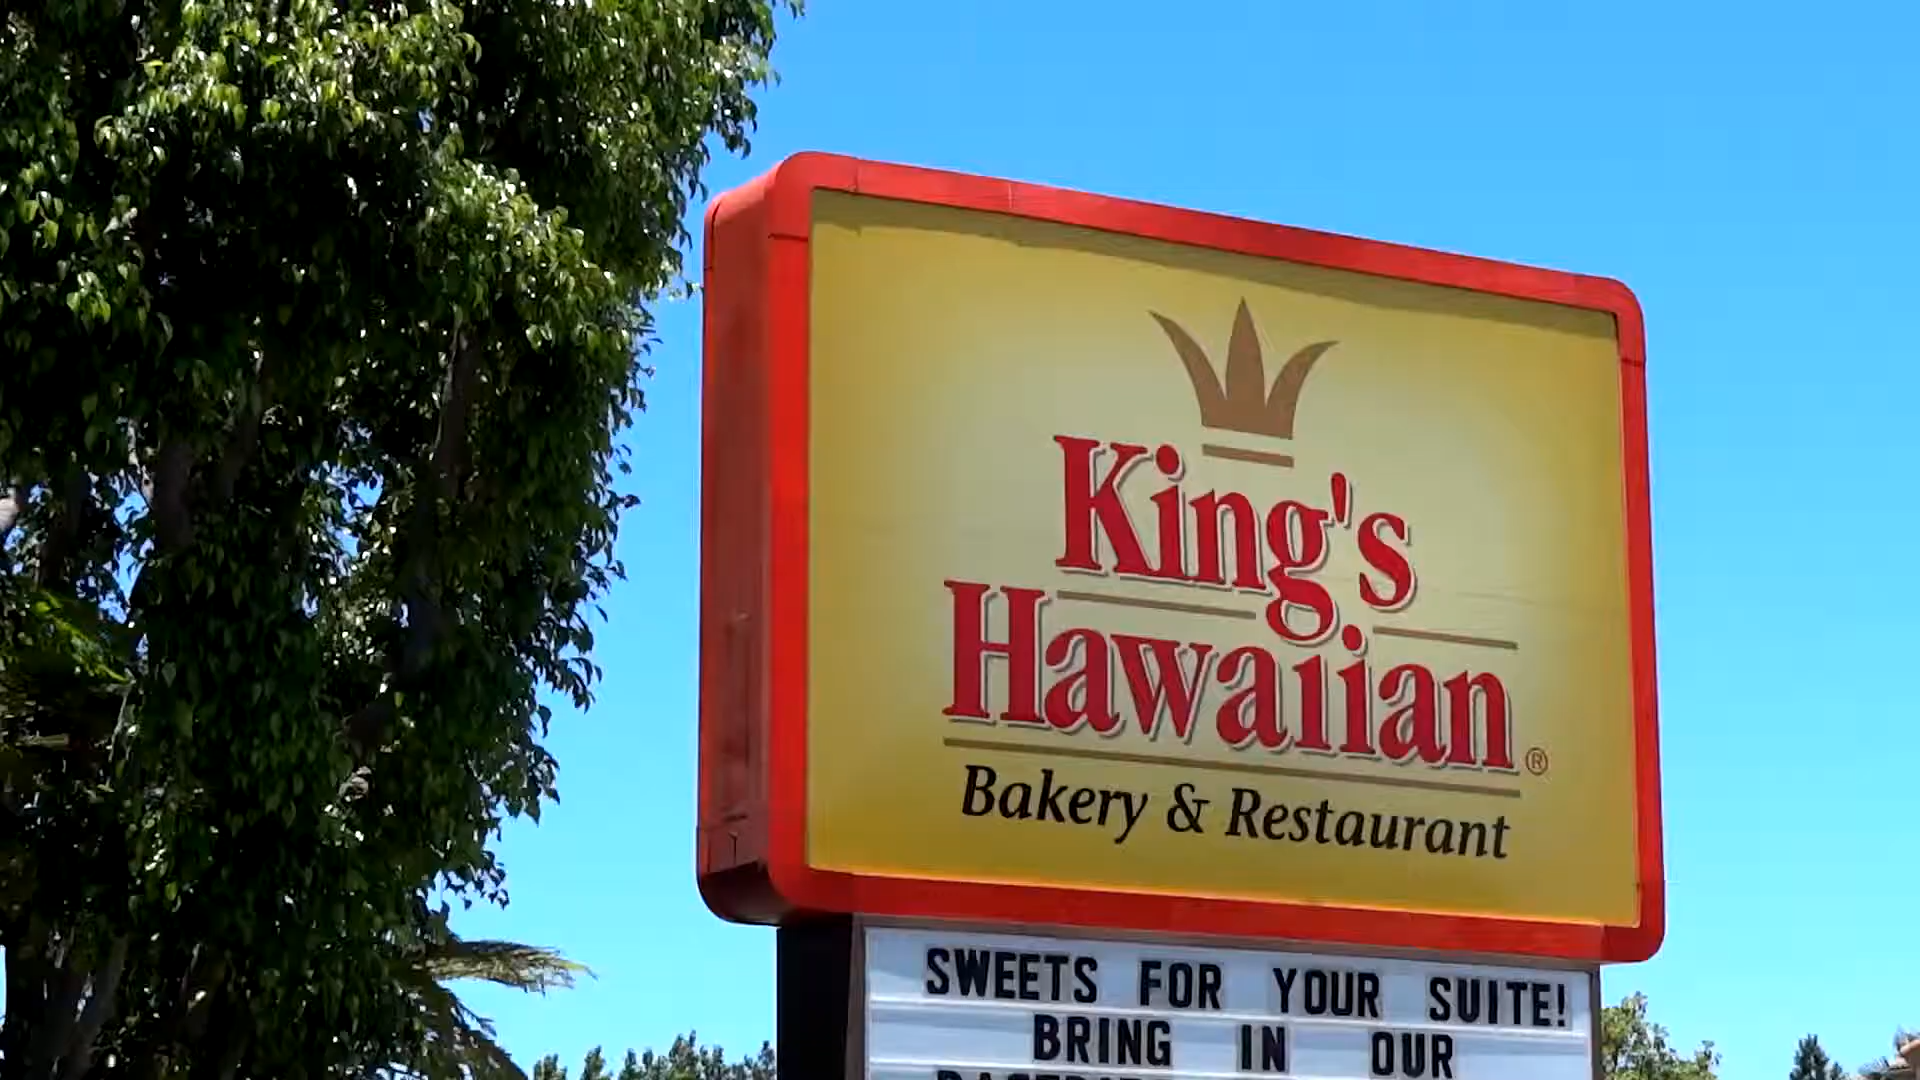 King's
Hawaiian®
Bakery & Restaurant
SWEETS FOR YOUR SUITE!
BRING IN OUR